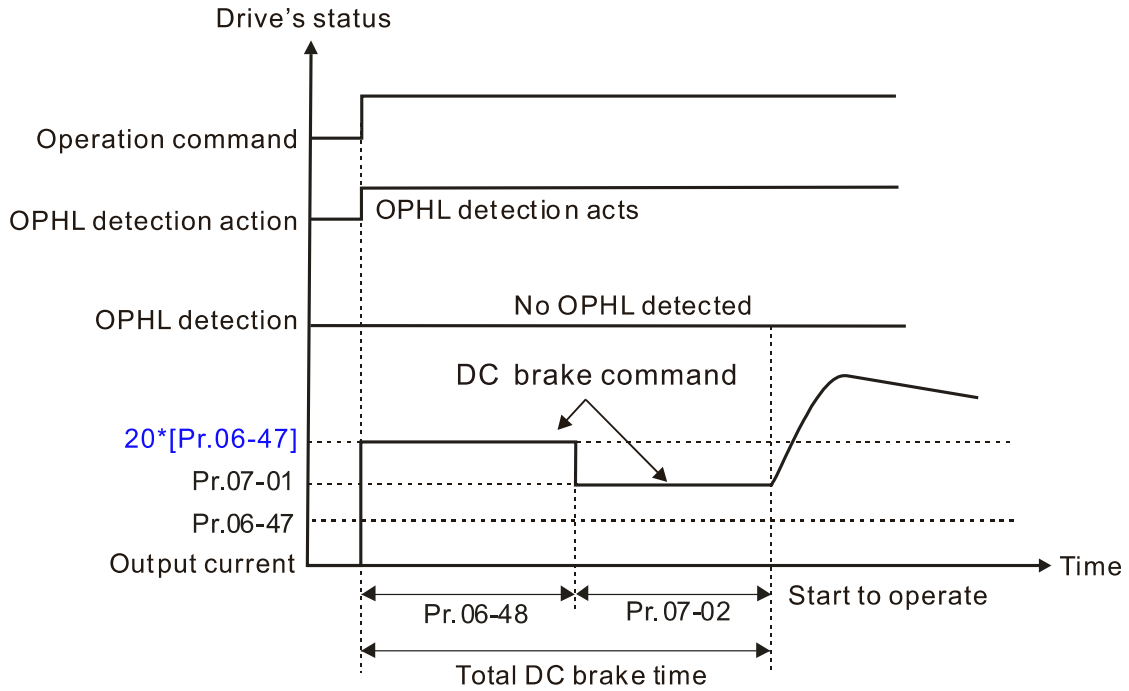 Drive's status
Operation command
OPHL detection action
OPHL detection acts
OPHL detection
No OPHL detected
DC brake command
20*[Pr.06-47]
Pr.07-01
Pr.06-47
Output current
Time
Pr.06-48
Pr.07-02
Start to operate
Total DC brake time